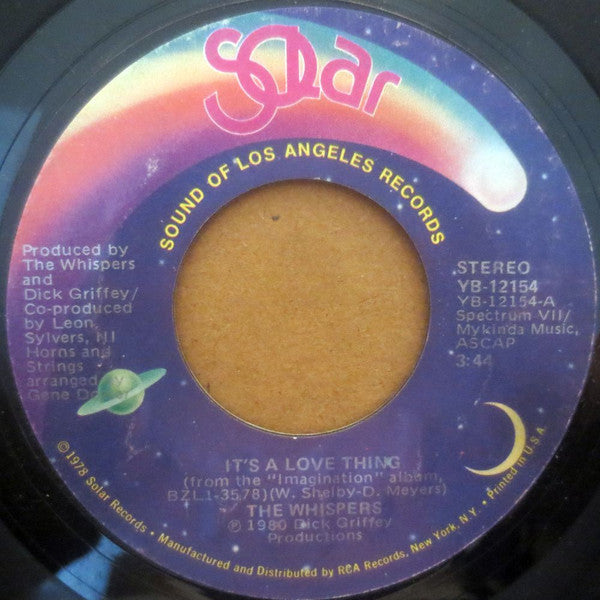 Solar
SOUND OF LOS ANGELES RECORDS
Produced by
The Whispers
and
Dick Griffey/
Co-produced
by Leon
Sylvers, III
Horns and
Strings
arranged by
Gene
STEREO
YB-12154
YB-12154-A
Spectrum VII/
Mykinda Music,
ASCAP
3:44
IT'S A LOVE THING
(from the "Imagination" album,
BZL1-3578)(W. Shelby-D. Meyers)
THE WHISPERS
℗ 1980 Dick Griffey
Productions
© 1978 Solar Records • Manufactured and Distributed by RCA Records, New York, N.Y. • Printed in U.S.A.